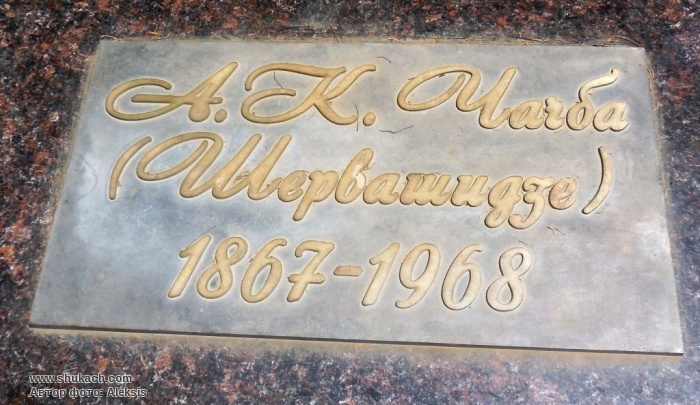 А. К. Чачба
(Шервашидзе)
1867-1968
www.shukach.com
Автор фото: Aleksis